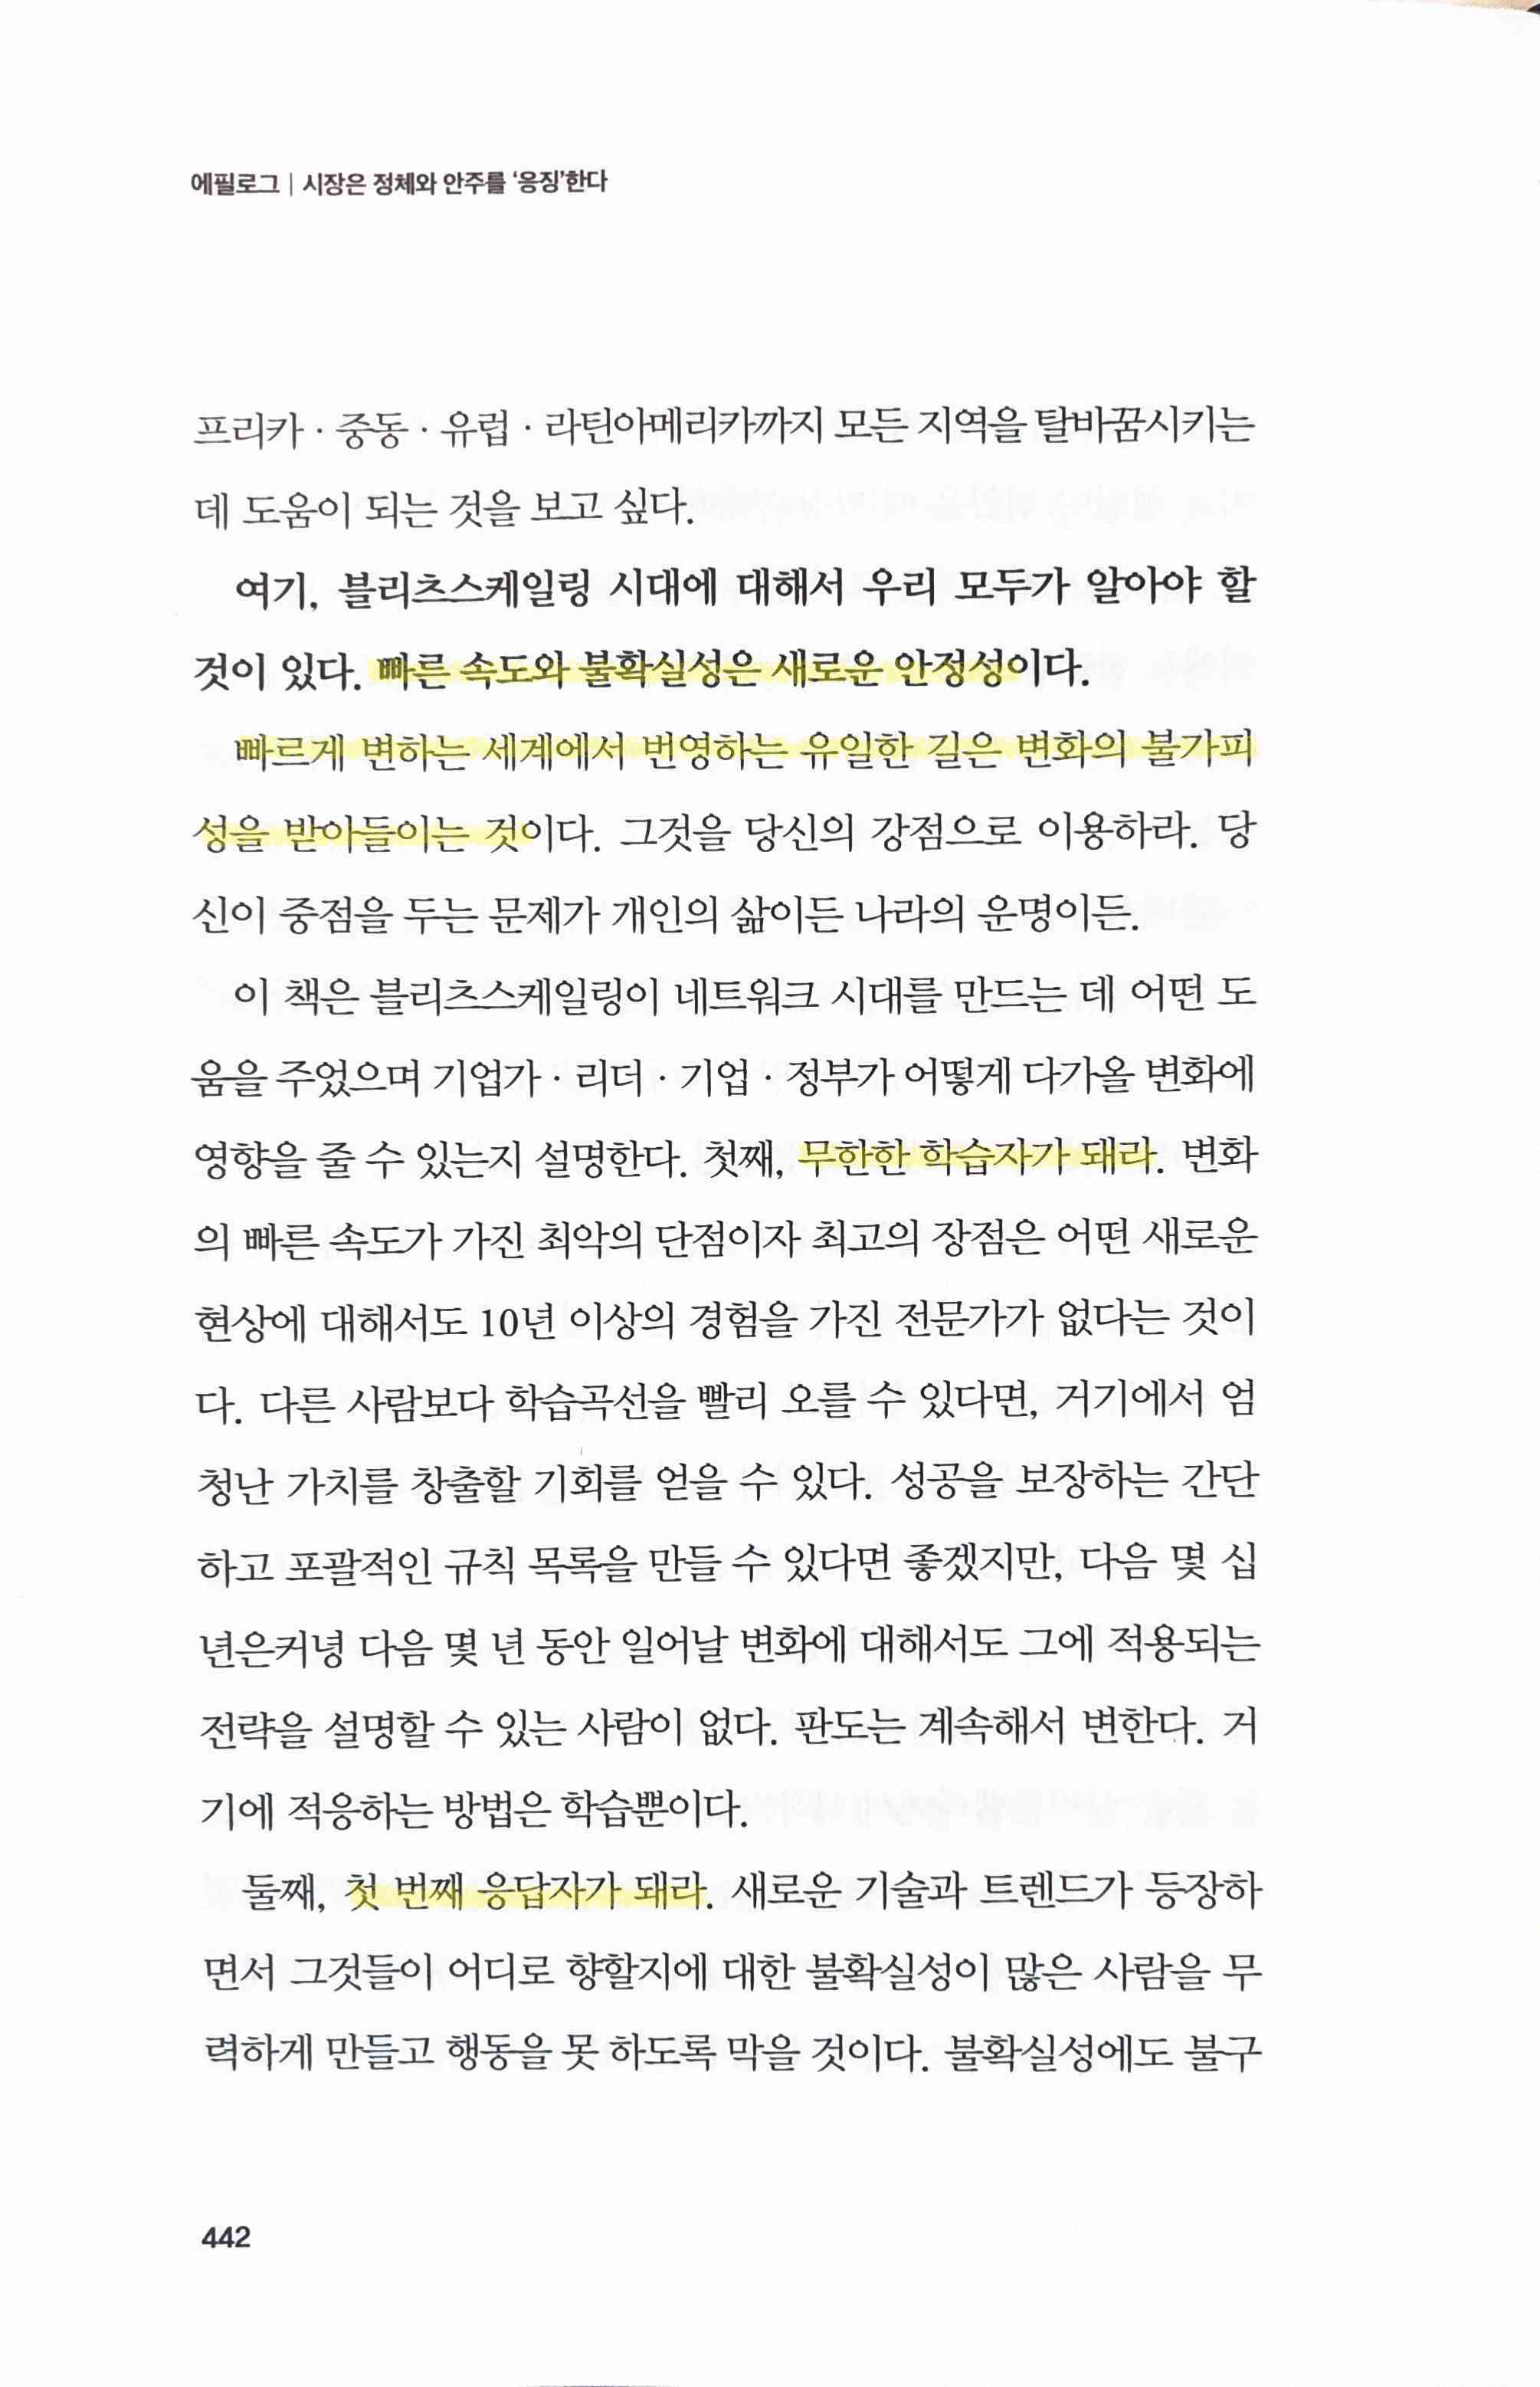 에필로그 | 시장은 정체와 안주를 ‘응징’한다
프리카 · 중동 · 유럽 · 라틴아메리카까지 모든 지역을 탈바꿈시키는
데 도움이 되는 것을 보고 싶다.
여기, 블리츠스케일링 시대에 대해서 우리 모두가 알아야 할
것이 있다. 빠른 속도와 불확실성은 새로운 안정성이다.
빠르게 변하는 세계에서 번영하는 유일한 길은 변화의 불가피
성을 받아들이는 것이다. 그것을 당신의 강점으로 이용하라. 당
신이 중점을 두는 문제가 개인의 삶이든 나라의 운명이든.
이 책은 블리츠스케일링이 네트워크 시대를 만드는 데 어떤 도
움을 주었으며 기업가 · 리더 · 기업 · 정부가 어떻게 다가올 변화에
영향을 줄 수 있는지 설명한다. 첫째, 무한한 학습자가 돼라. 변화
의 빠른 속도가 가진 최악의 단점이자 최고의 장점은 어떤 새로운
현상에 대해서도 10년 이상의 경험을 가진 전문가가 없다는 것이
다. 다른 사람보다 학습곡선을 빨리 오를 수 있다면, 거기에서 엄
청난 가치를 창출할 기회를 얻을 수 있다. 성공을 보장하는 간단
하고 포괄적인 규칙 목록을 만들 수 있다면 좋겠지만, 다음 몇 십
년은커녕 다음 몇 년 동안 일어날 변화에 대해서도 그에 적용되는
전략을 설명할 수 있는 사람이 없다. 판도는 계속해서 변한다. 거
기에 적응하는 방법은 학습뿐이다.
둘째, 첫 번째 응답자가 돼라. 새로운 기술과 트렌드가 등장하
면서 그것들이 어디로 향할지에 대한 불확실성이 많은 사람을 무
력하게 만들고 행동을 못 하도록 막을 것이다. 불확실성에도 불구
442